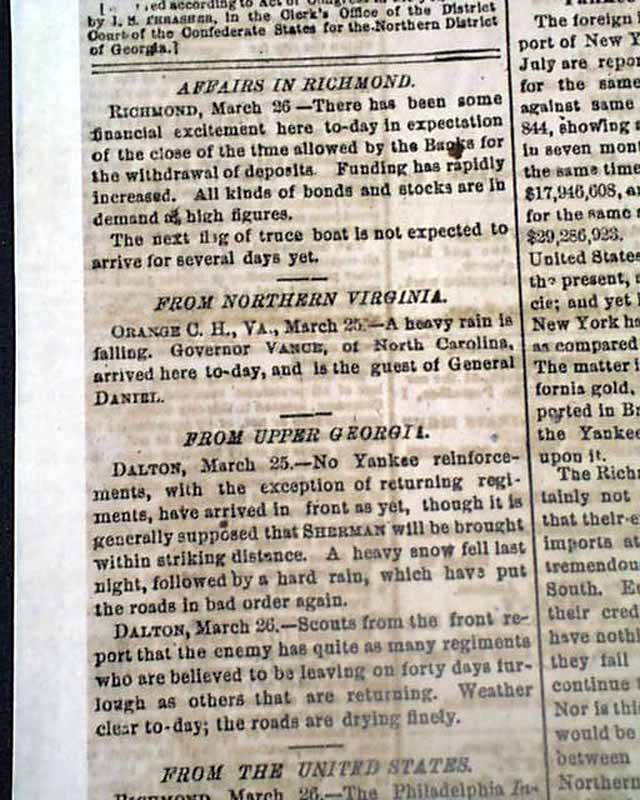 according to Act of Congress in the
by J. S. THRASHER, in the Clerk's Office of the District
Court of the Confederate States for the Northern District
of Georgia.]
AFFAIRS IN RICHMOND.
RICHMOND, March 26—There has been some
financial excitement here to-day in expectation
of the close of the time allowed by the Banks for
the withdrawal of deposits. Funding has rapidly
increased. All kinds of bonds and stocks are in
demand at high figures.
The next flag of truce boat is not expected to
arrive for several days yet.
FROM NORTHERN VIRGINIA.
ORANGE C. H., VA., March 25.—A heavy rain is
falling. Governor VANCE, of North Carolina,
arrived here to-day, and is the guest of General
DANIEL.
FROM UPPER GEORGIA.
DALTON, March 25.—No Yankee reinforce-
ments, with the exception of returning regi-
ments, have arrived in front as yet, though it is
generally supposed that SHERMAN will be brought
within striking distance. A heavy snow fell last
night, followed by a hard rain, which have put
the roads in bad order again.
DALTON, March 26.—Scouts from the front re-
port that the enemy has quite as many regiments
who are believed to be leaving on forty days fur-
lough as others that are returning. Weather
clear to-day; the roads are drying finely.
FROM THE UNITED STATES.
RICHMOND, March 26.—The Philadelphia In-
The foreign
port of New
July are
for the same
against same
844, showing
in seven
the same time
$17,946,608,
for the same
$29,286,923.
United States
the present,
cie; and yet
New York
as compared
The matter
fornia gold,
ported in
the Yankee
upon it.
The
tainly not
that their
imports
South.
their
have
they fail
continue
Nor is
would be
between
Northern